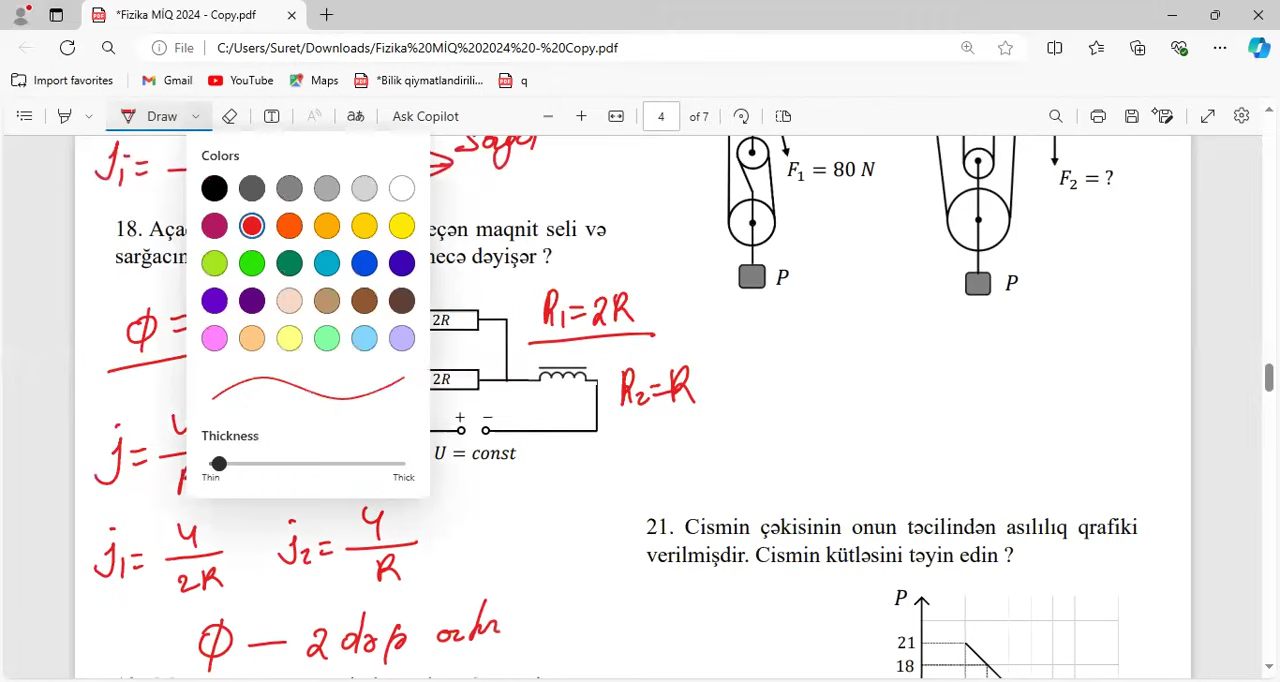 *Fizika MİQ 2024 - Copy.pdf
File
C:/Users/Suret/Downloads/Fizika%20MİQ%202024%20-%20Copy.pdf
Import favorites
Gmail
YouTube
Maps
*Bilik qiymatlendirili...
q
Draw
Ask Copilot
4 of 7
Colors
Thickness
Thin
Thick
j₁ = —
F₁ = 80 N
F₂ = ?
P
P
18. Aça
eçən maqnit seli və
sarğacın
necə dəyişər ?
ϕ =
2R
2R
R₁=2R
R₂=R
+ −
U = const
j =
j₁ = U/2R
j₂ = U/R
ϕ — 2 dəfə
21. Cismin çəkisinin onun təcilindən asılılıq qrafiki
verilmişdir. Cismin kütləsini təyin edin ?
P
21
18